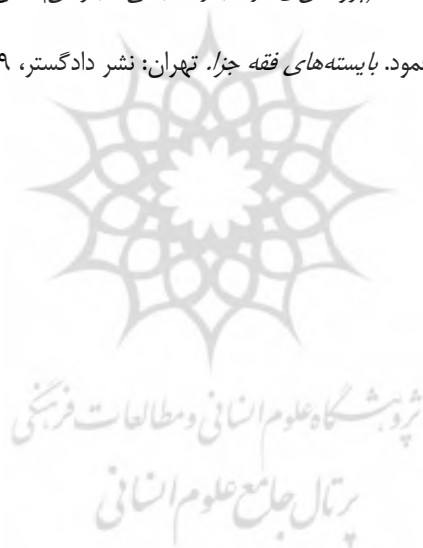 مود. بایسته‌های فقه جزا. تهران: نشر دادگستر، ۹
پژوهشگاه علوم انسانی و مطالعات فرهنگی
پرتال جامع علوم انسانی